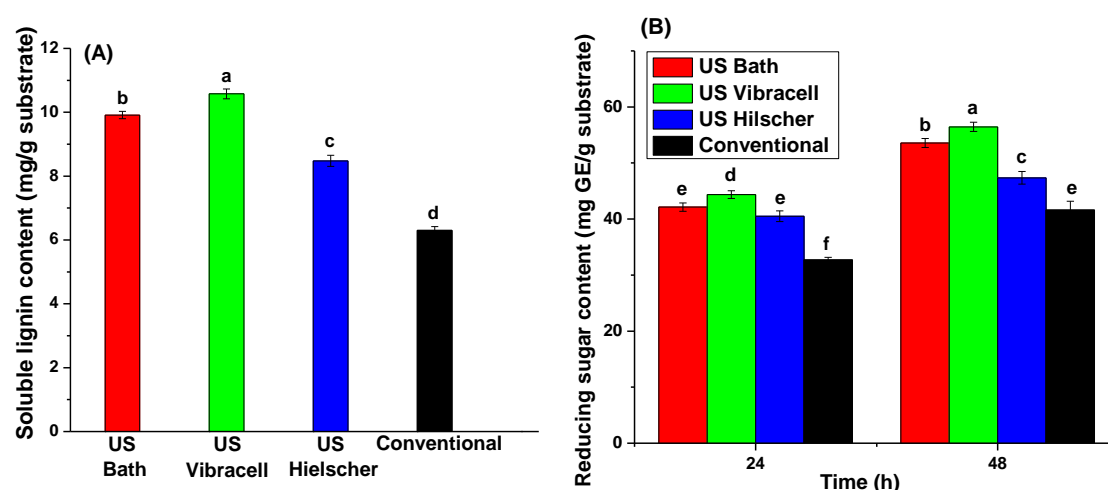 (A)
Soluble lignin content (mg/g substrate)
12
10
8
6
4
2
0
b
a
c
d
US
Bath
US
Vibracell
US
Hielscher
Conventional
(B)
Reducing sugar content (mg GE/g substrate)
60
40
20
0
US Bath
US Vibracell
US Hilscher
Conventional
e
d
e
f
b
a
c
e
24
48
Time (h)